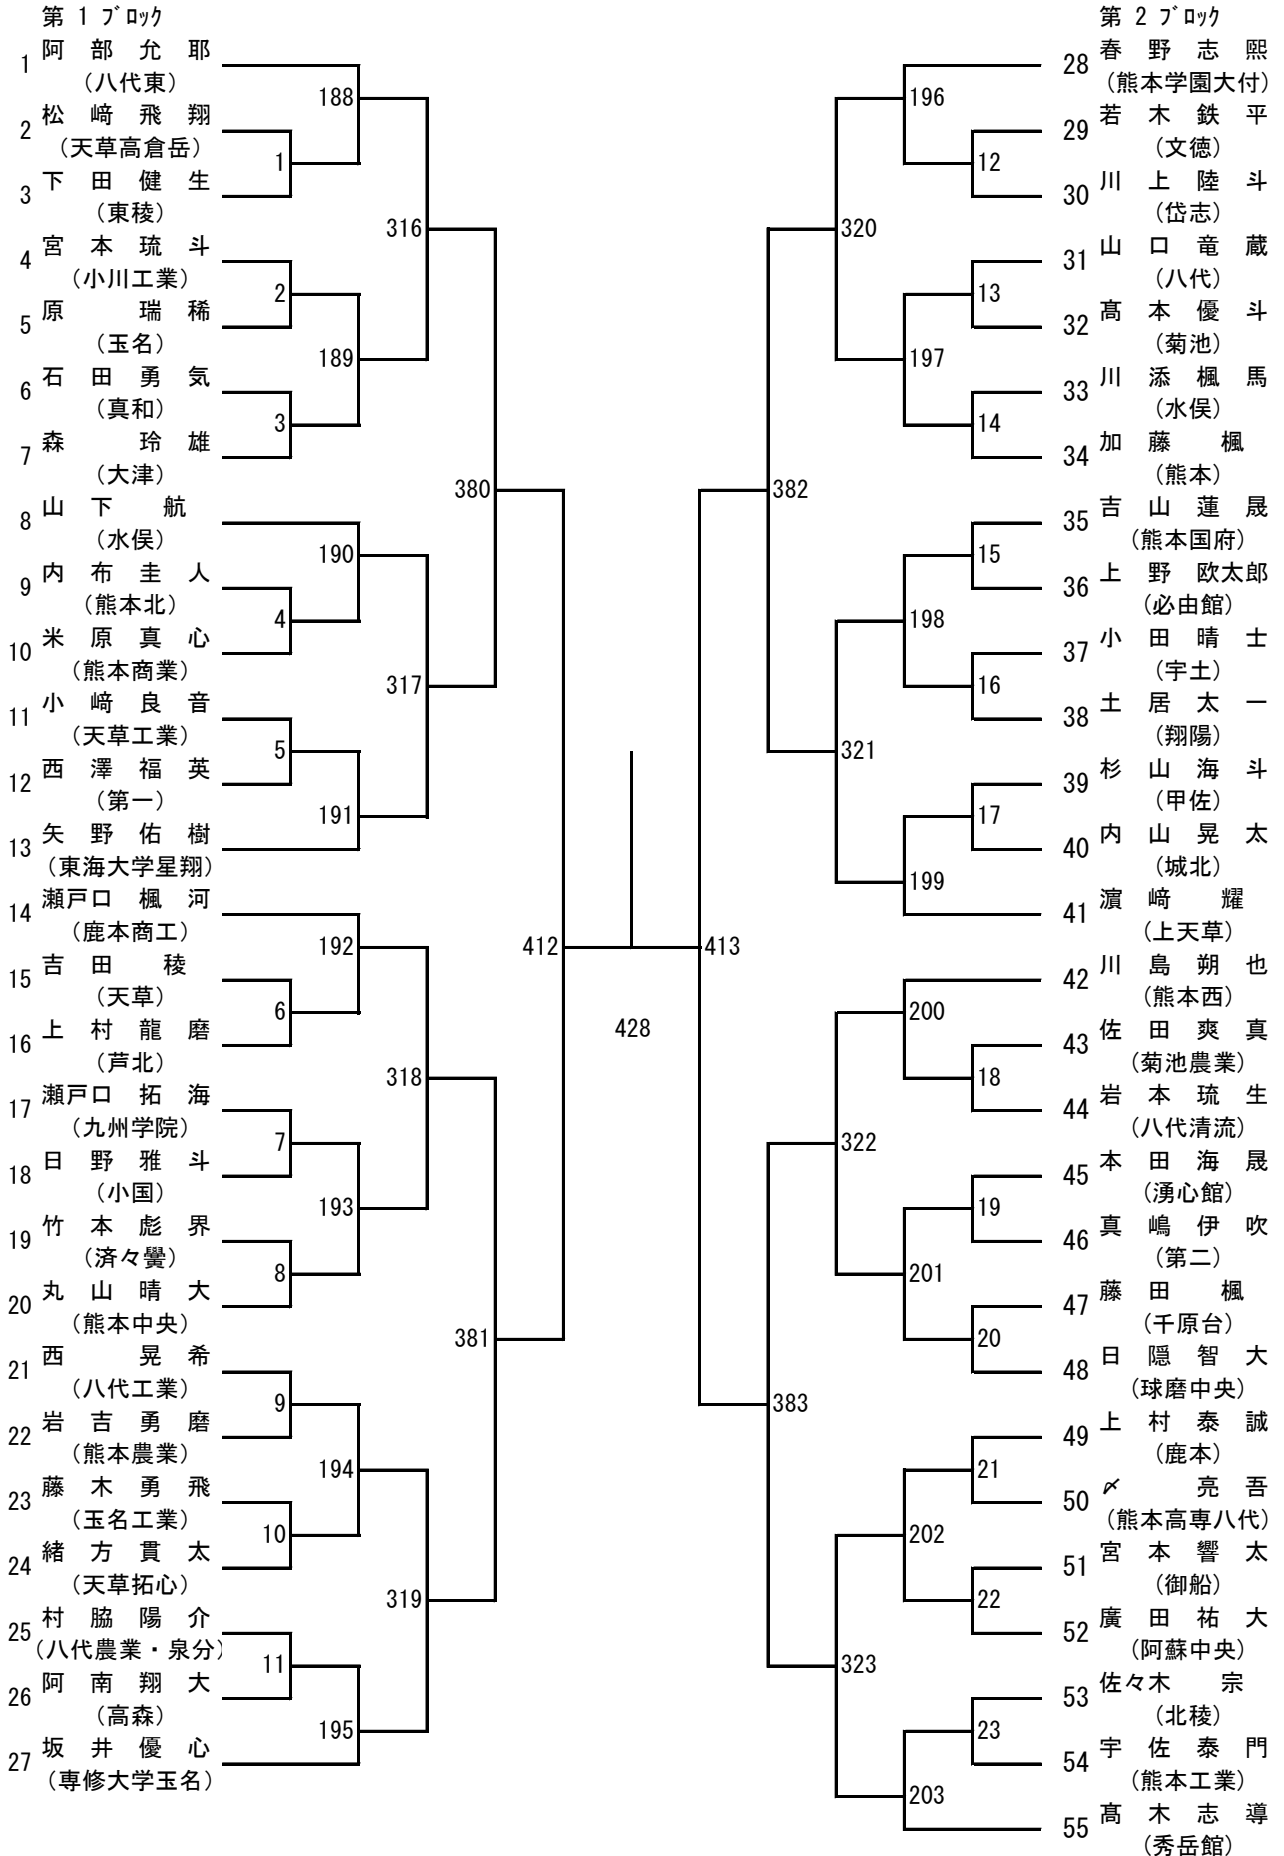 第 1 ブロック
1 阿 部 允 耶
(八代東)
2 松 﨑 飛 翔
(天草高倉岳)
3 下 田 健 生
(東稜)
4 宮 本 琉 斗
(小川工業)
5 原 瑞 稀
(玉名)
6 石 田 勇 気
(真和)
7 森 玲 雄
(大津)
8 山 下 航
(水俣)
9 内 布 圭 人
(熊本北)
10 米 原 真 心
(熊本商業)
11 小 﨑 良 音
(天草工業)
12 西 澤 福 英
(第一)
13 矢 野 佑 樹
(東海大学星翔)
14 瀬戸口 楓 河
(鹿本商工)
15 吉 田 稜
(天草)
16 上 村 龍 磨
(芦北)
17 瀬戸口 拓 海
(九州学院)
18 日 野 雅 斗
(小国)
19 竹 本 彪 界
(済々黌)
20 丸 山 晴 大
(熊本中央)
21 西 晃 希
(八代工業)
22 岩 吉 勇 磨
(熊本農業)
23 藤 木 勇 飛
(玉名工業)
24 緒 方 貫 太
(天草拓心)
25 村 脇 陽 介
(八代農業・泉分)
26 阿 南 翔 大
(高森)
27 坂 井 優 心
(専修大学玉名)
1
2
3
4
5
6
7
8
9
10
11
188
189
190
191
192
193
194
195
316
317
318
319
380
381
412
428
413
382
383
320
321
322
323
196
197
198
199
200
201
202
203
12
13
14
15
16
17
18
19
20
21
22
23
第 2 ブロック
28 春 野 志 熙
(熊本学園大付)
29 若 木 鉄 平
(文徳)
30 川 上 陸 斗
(岱志)
31 山 口 竜 蔵
(八代)
32 髙 本 優 斗
(菊池)
33 川 添 楓 馬
(水俣)
34 加 藤 楓
(熊本)
35 吉 山 蓮 晟
(熊本国府)
36 上 野 欧太郎
(必由館)
37 小 田 晴 士
(宇土)
38 土 居 太 一
(翔陽)
39 杉 山 海 斗
(甲佐)
40 内 山 晃 太
(城北)
41 濵 﨑 耀
(上天草)
42 川 島 朔 也
(熊本西)
43 佐 田 爽 真
(菊池農業)
44 岩 本 琉 生
(八代清流)
45 本 田 海 晟
(湧心館)
46 真 嶋 伊 吹
(第二)
47 藤 田 楓
(千原台)
48 日 隠 智 大
(球磨中央)
49 上 村 泰 誠
(鹿本)
50 〆 亮 吾
(熊本高専八代)
51 宮 本 響 太
(御船)
52 廣 田 祐 大
(阿蘇中央)
53 佐々木 宗
(北稜)
54 宇 佐 泰 門
(熊本工業)
55 髙 木 志 導
(秀岳館)